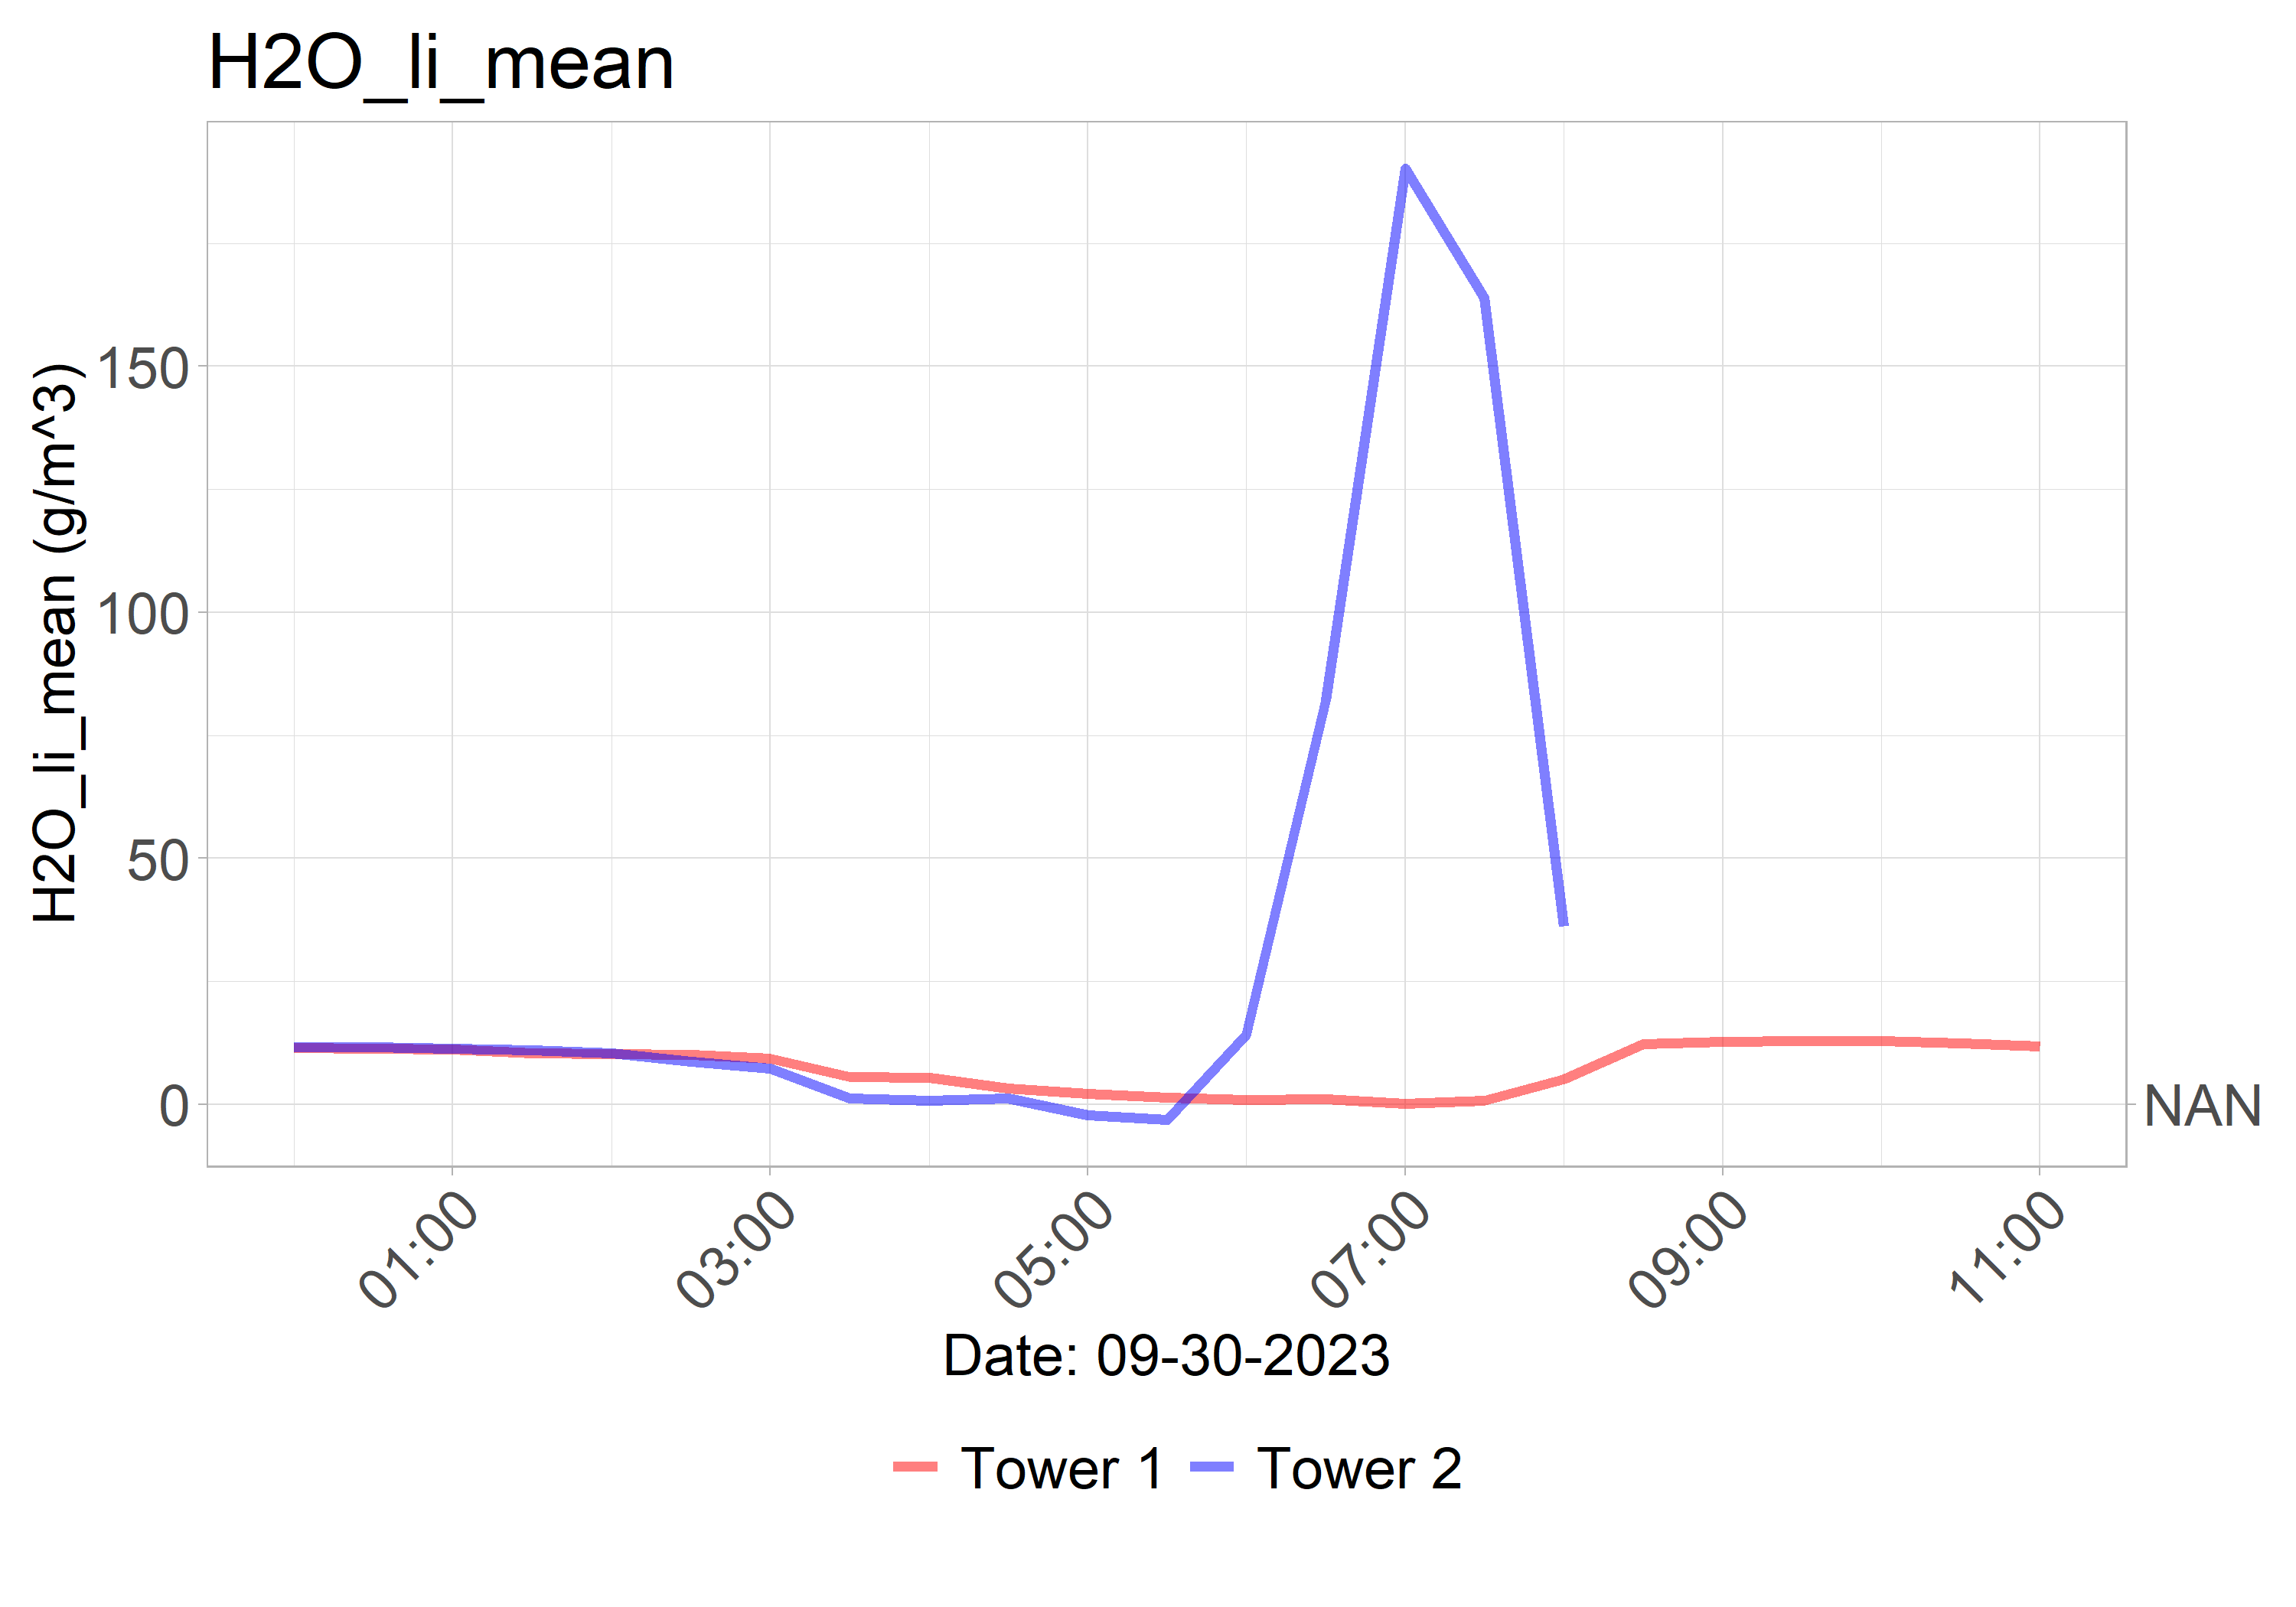 H2O_li_mean
H2O_li_mean (g/m^3)
150
100
50
0
NAN
01:00
03:00
05:00
07:00
09:00
11:00
Date: 09-30-2023
Tower 1
Tower 2